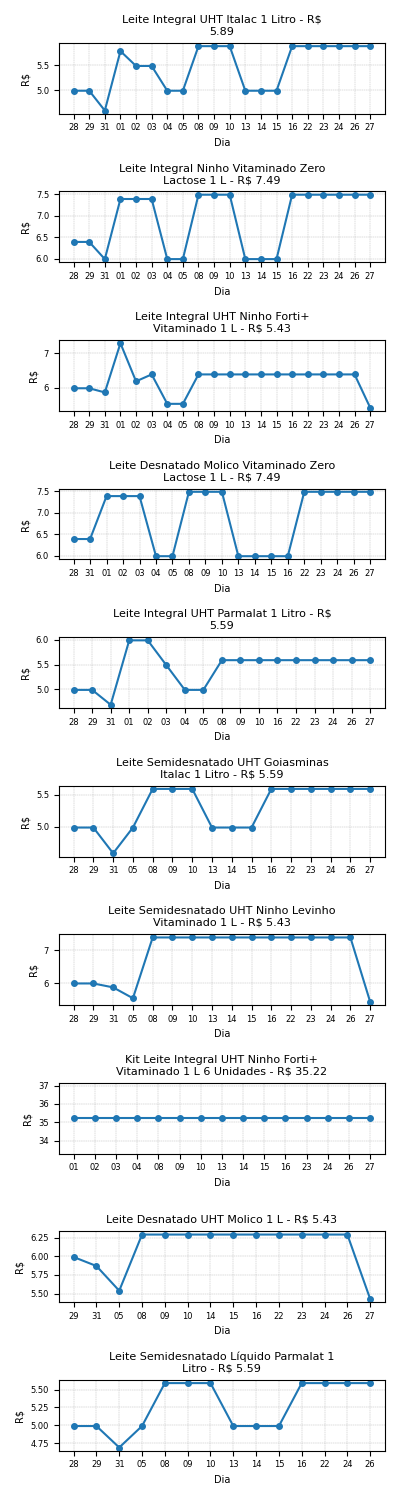 Leite Integral UHT Italac 1 Litro - R$
5.89
R$
5.5
5.0
28 29 31 01 02 03 04 05 08 09 10 13 14 15 16 22 23 24 26 27
Dia
Leite Integral Ninho Vitaminado Zero
Lactose 1 L - R$ 7.49
R$
7.5
7.0
6.5
6.0
28 29 31 01 02 03 04 05 08 09 10 13 14 15 16 22 23 24 26 27
Dia
Leite Integral UHT Ninho Forti+
Vitaminado 1 L - R$ 5.43
R$
7
6
28 29 31 01 02 03 04 05 08 09 10 13 14 15 16 22 23 24 26 27
Dia
Leite Desnatado Molico Vitaminado Zero
Lactose 1 L - R$ 7.49
R$
7.5
7.0
6.5
6.0
28 31 01 02 03 04 05 08 09 10 13 14 15 16 22 23 24 26 27
Dia
Leite Integral UHT Parmalat 1 Litro - R$
5.59
R$
6.0
5.5
5.0
28 29 31 01 02 03 04 05 08 09 10 16 22 23 24 26 27
Dia
Leite Semidesnatado UHT Goiasminas
Italac 1 Litro - R$ 5.59
R$
5.5
5.0
28 29 31 05 08 09 10 13 14 15 16 22 23 24 26 27
Dia
Leite Semidesnatado UHT Ninho Levinho
Vitaminado 1 L - R$ 5.43
R$
7
6
28 29 31 05 08 09 10 13 14 15 16 22 23 24 26 27
Dia
Kit Leite Integral UHT Ninho Forti+
Vitaminado 1 L 6 Unidades - R$ 35.22
R$
37
36
35
34
01 02 03 04 08 09 10 13 14 15 16 23 24 26 27
Dia
Leite Desnatado UHT Molico 1 L - R$ 5.43
R$
6.25
6.00
5.75
5.50
29 31 05 08 09 10 14 15 16 22 23 24 26 27
Dia
Leite Semidesnatado Líquido Parmalat 1
Litro - R$ 5.59
R$
5.50
5.25
5.00
4.75
28 29 31 05 08 09 10 13 14 15 16 22 24 26
Dia